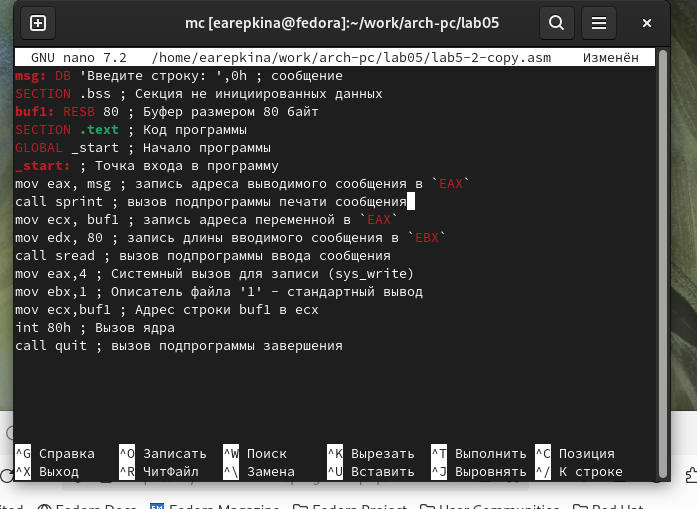 mc [earepkina@fedora]:~/work/arch-pc/lab05
GNU nano 7.2 /home/earepkina/work/arch-pc/lab05/lab5-2-copy.asm Изменён
msg: DB 'Введите строку: ',0h ; сообщение
SECTION .bss ; Секция не инициированных данных
buf1: RESB 80 ; Буфер размером 80 байт
SECTION .text ; Код программы
GLOBAL _start ; Начало программы
_start: ; Точка входа в программу
mov eax, msg ; запись адреса выводимого сообщения в `EAX`
call sprint ; вызов подпрограммы печати сообщения
mov ecx, buf1 ; запись адреса переменной в `EAX`
mov edx, 80 ; запись длины вводимого сообщения в `EBX`
call sread ; вызов подпрограммы ввода сообщения
mov eax,4 ; Системный вызов для записи (sys_write)
mov ebx,1 ; Описатель файла '1' - стандартный вывод
mov ecx,buf1 ; Адрес строки buf1 в ecx
int 80h ; Вызов ядра
call quit ; вызов подпрограммы завершения
^G Справка ^O Записать ^W Поиск ^K Вырезать ^T Выполнить ^C Позиция
^X Выход ^R ЧитФайл ^\ Замена ^U Вставить ^J Выровнять ^/ К строке
Fedora Docs Fedora Magazine Fedora Project User Communities Red Hat